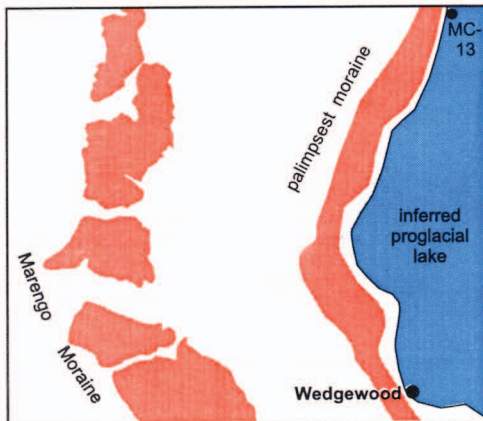 MC-
13
palimpsest moraine
inferred
proglacial
lake
Marengo
Moraine
Wedgewood